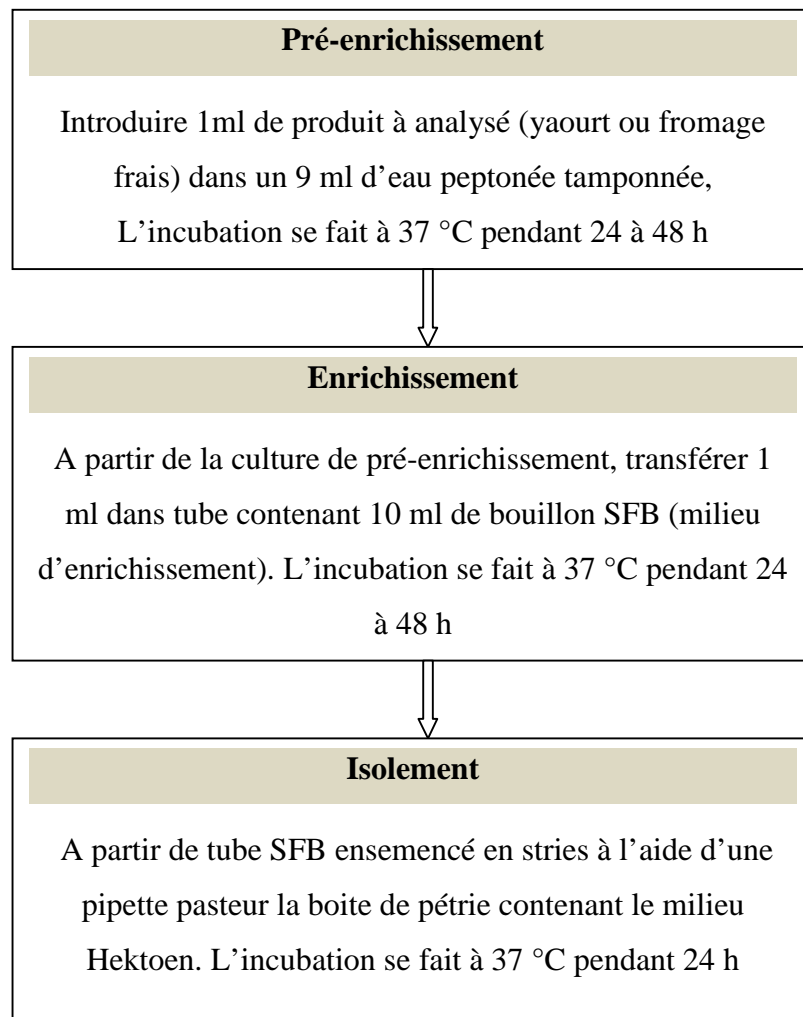 Pré-enrichissement
Introduire 1ml de produit à analysé (yaourt ou fromage
frais) dans un 9 ml d’eau peptonée tamponnée,
L’incubation se fait à 37 °C pendant 24 à 48 h
Enrichissement
A partir de la culture de pré-enrichissement, transférer 1
ml dans tube contenant 10 ml de bouillon SFB (milieu
d’enrichissement). L’incubation se fait à 37 °C pendant 24
à 48 h
Isolement
A partir de tube SFB ensemencé en stries à l’aide d’une
pipette pasteur la boite de pétrie contenant le milieu
Hektoen. L’incubation se fait à 37 °C pendant 24 h